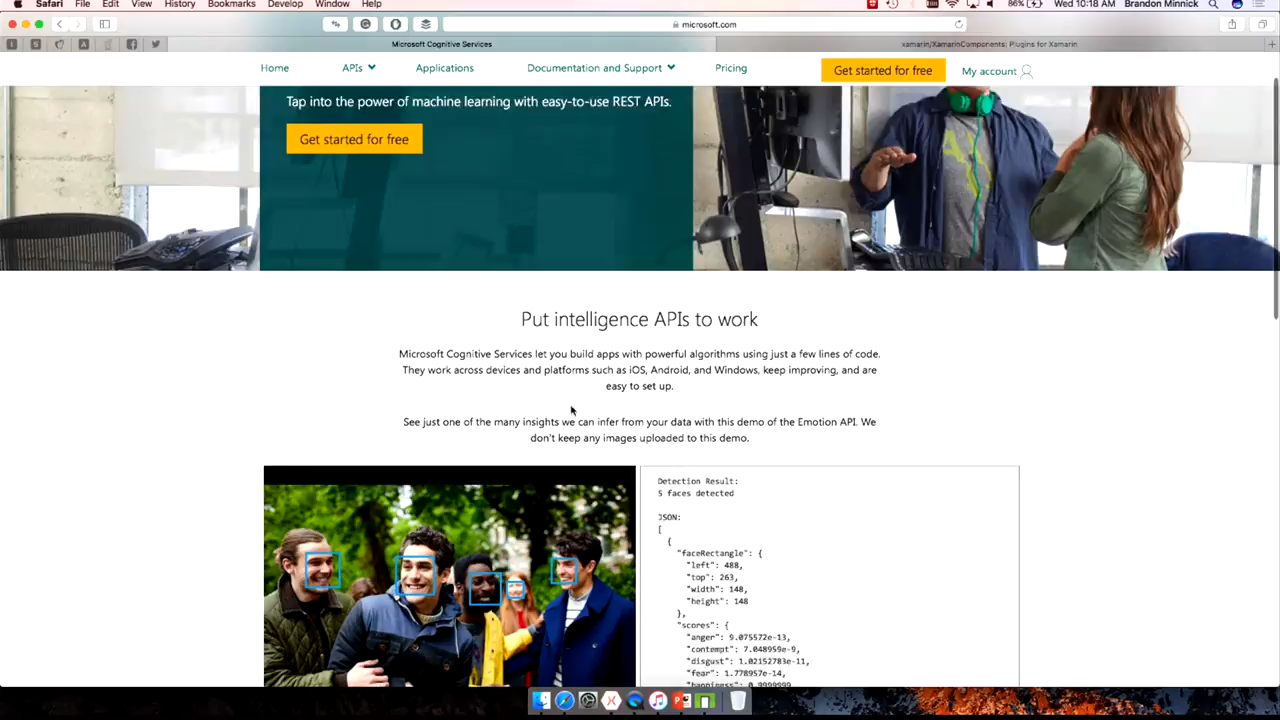 Safari File Edit View History Bookmarks Develop Window Help 86% Wed 10:18 AM Brandon Minnick
microsoft.com
Microsoft Cognitive Services xamarin/XamarinComponents: Plugins for Xamarin
Home APIs Applications Documentation and Support Pricing Get started for free My account
Tap into the power of machine learning with easy-to-use REST APIs.
Get started for free
Put intelligence APIs to work
Microsoft Cognitive Services let you build apps with powerful algorithms using just a few lines of code.
They work across devices and platforms such as iOS, Android, and Windows, keep improving, and are
easy to set up.
See just one of the many insights we can infer from your data with this demo of the Emotion API. We
don't keep any images uploaded to this demo.
Detection Result:
5 faces detected
JSON:
[
{
"faceRectangle": {
"left": 488,
"top": 263,
"width": 148,
"height": 148
},
"scores": {
"anger": 9.075572e-13,
"contempt": 7.048959e-9,
"disgust": 1.02152783e-11,
"fear": 1.778957e-14,
"happiness": 0.9999999,